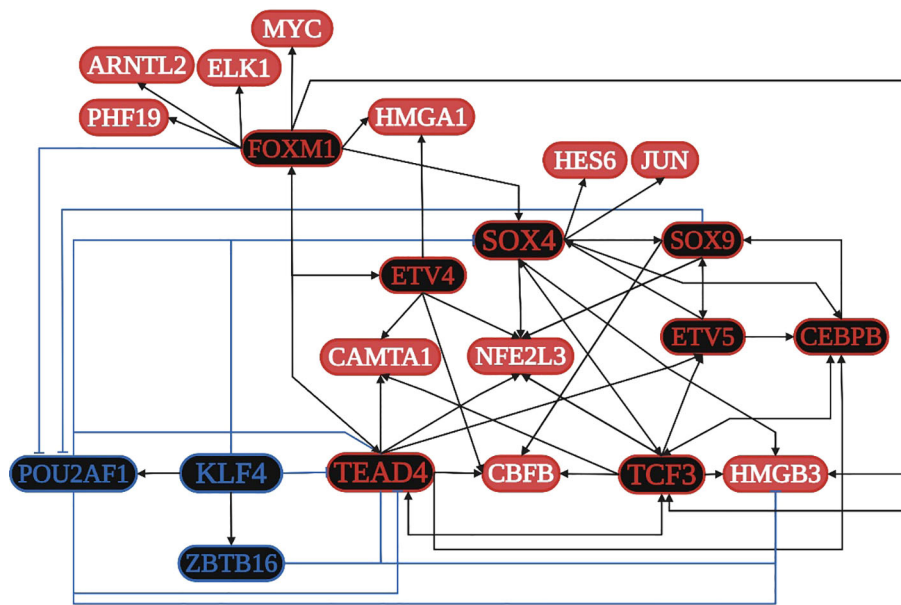 MYC
ARNTL2
ELK1
PHF19
HMGA1
FOXM1
HES6
JUN
SOX4
SOX9
ETV4
ETV5
CEBPB
CAMTA1
NFE2L3
POU2AF1
KLF4
TEAD4
CBFB
TCF3
HMGB3
ZBTB16